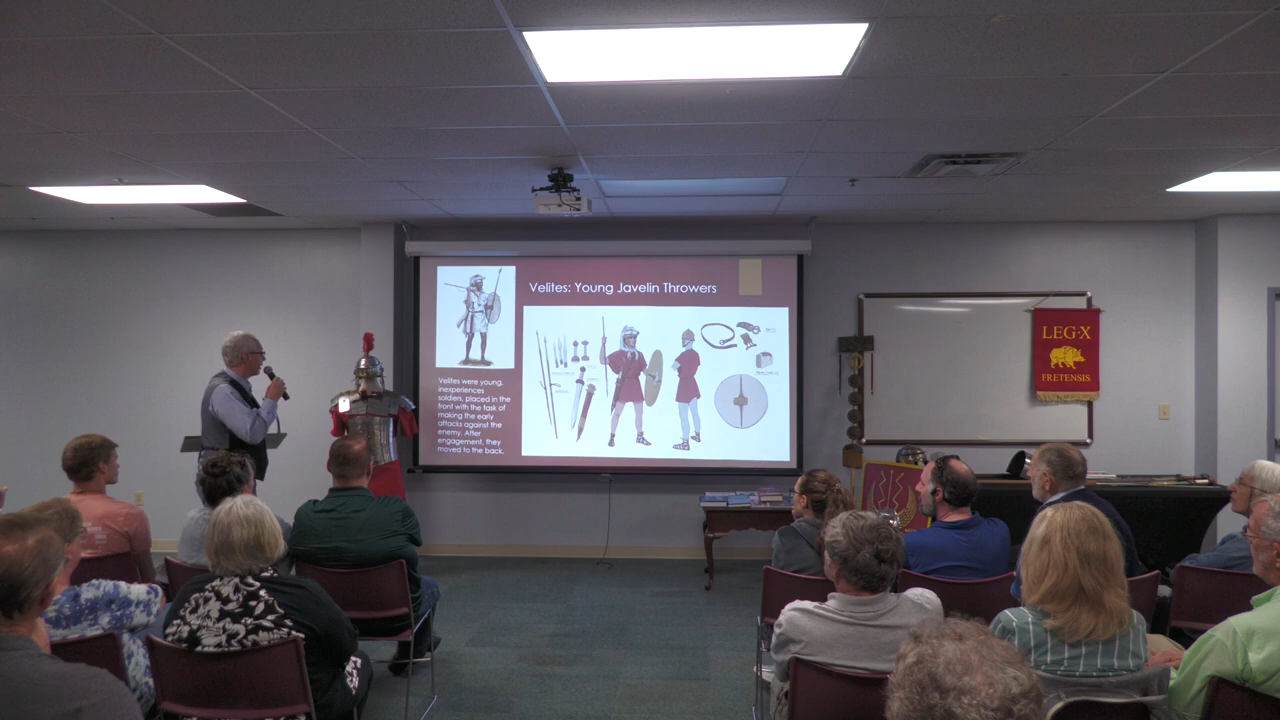 Velites: Young Javelin Throwers
Velites were young,
inexperiences
soldiers, placed in the
front with the task of
making the early
attacks against the
enemy. After
engagement, they
moved to the back.
LEG·X
FRETENSIS